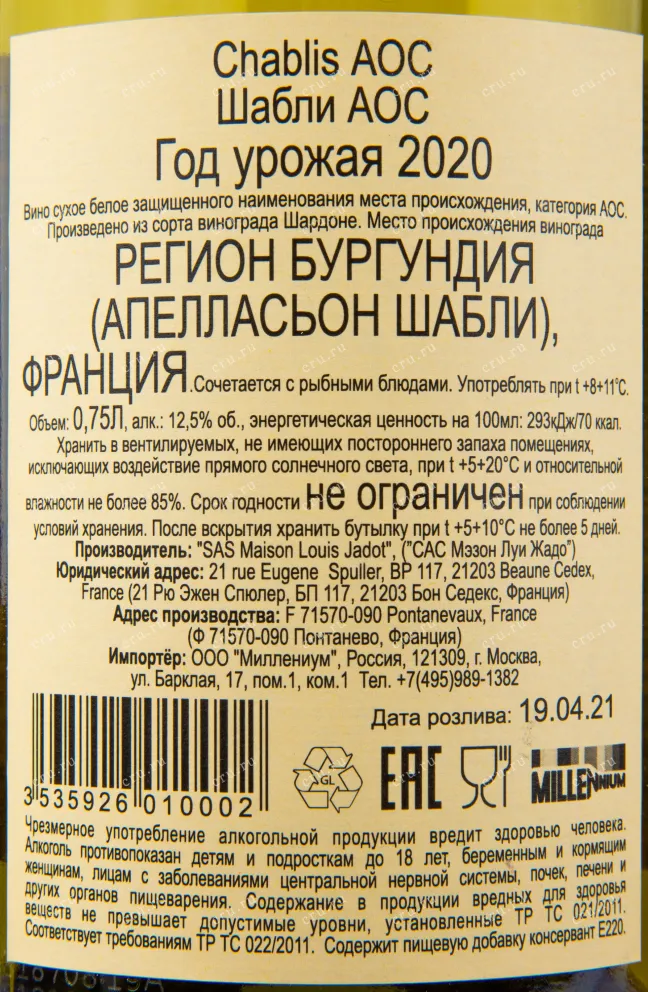 Chablis AOC
Шабли АОС
Год урожая 2020
Вино сухое белое защищенного наименования места происхождения, категория АОС.
Произведено из сорта винограда Шардоне. Место происхождения винограда
РЕГИОН БУРГУНДИЯ
(АПЕЛЛАСЬОН ШАБЛИ),
ФРАНЦИЯ.Сочетается с рыбными блюдами. Употреблять при t +8+11°С.
Объем: 0,75Л, алк.: 12,5% об., энергетическая ценность на 100мл: 293кДж/70 ккал.
Хранить в вентилируемых, не имеющих постороннего запаха помещениях,
исключающих воздействие прямого солнечного света, при t +5+20°С и относительной
влажности не более 85%. Срок годности не ограничен при соблюдении
условий хранения. После вскрытия хранить бутылку при t +5+10°С не более 5 дней.
Производитель: "SAS Maison Louis Jadot", ("САС Мэзон Луи Жадо")
Юридический адрес: 21 rue Eugene Spuller, BP 117, 21203 Beaune Cedex,
France (21 Рю Эжен Спюлер, БП 117, 21203 Бон Седекс, Франция)
Адрес производства: F 71570-090 Pontanevaux, France
(Ф 71570-090 Понтанево, Франция)
Импортёр: ООО "Миллениум", Россия, 121309, г. Москва,
ул. Барклая, 17, пом.1, ком.1 Тел. +7(495)989-1382
Дата розлива: 19.04.21
GL
EAC
MILLENNIUM
3 535926 010002
Чрезмерное употребление алкогольной продукции вредит здоровью человека.
Алкоголь противопоказан детям и подросткам до 18 лет, беременным и кормящим
женщинам, лицам с заболеваниями центральной нервной системы, почек, печени и
других органов пищеварения. Содержание в продукции вредных для здоровья
веществ не превышает допустимые уровни, установленные ТР ТС 021/2011.
Соответствует требованиям ТР ТС 022/2011. Содержит пищевую добавку консервант Е220.
cru.ru